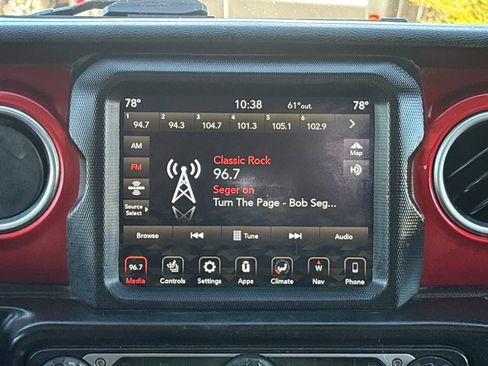 78° 10:38 61°out. 78°
1 94.7 2 94.3 3 104.7 4 101.3 5 105.1 6 102.9
AM
Map
Classic Rock
FM
96.7
Seger on
Turn The Page - Bob Seg...
Source
Select
Browse Tune Audio
96.7 W
Media Controls Settings Apps Climate Nav Phone